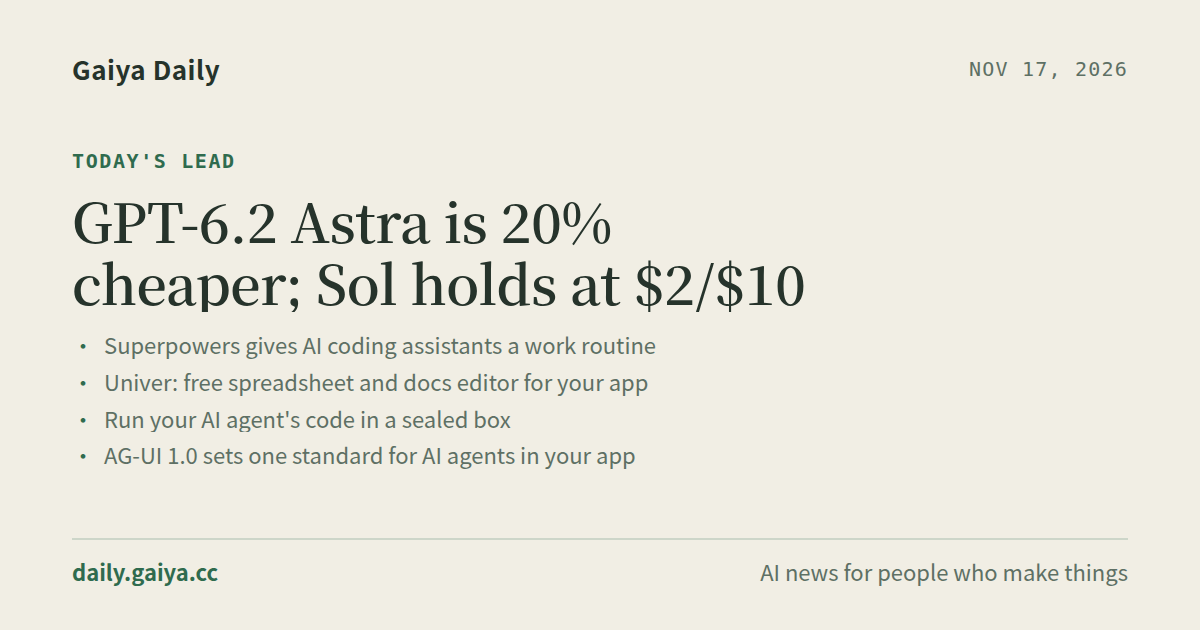 Gaiya Daily
NOV 17, 2026
TODAY'S LEAD
GPT-6.2 Astra is 20%
cheaper; Sol holds at $2/$10
• Superpowers gives AI coding assistants a work routine
• Univer: free spreadsheet and docs editor for your app
• Run your AI agent's code in a sealed box
• AG-UI 1.0 sets one standard for AI agents in your app
daily.gaiya.cc
AI news for people who make things